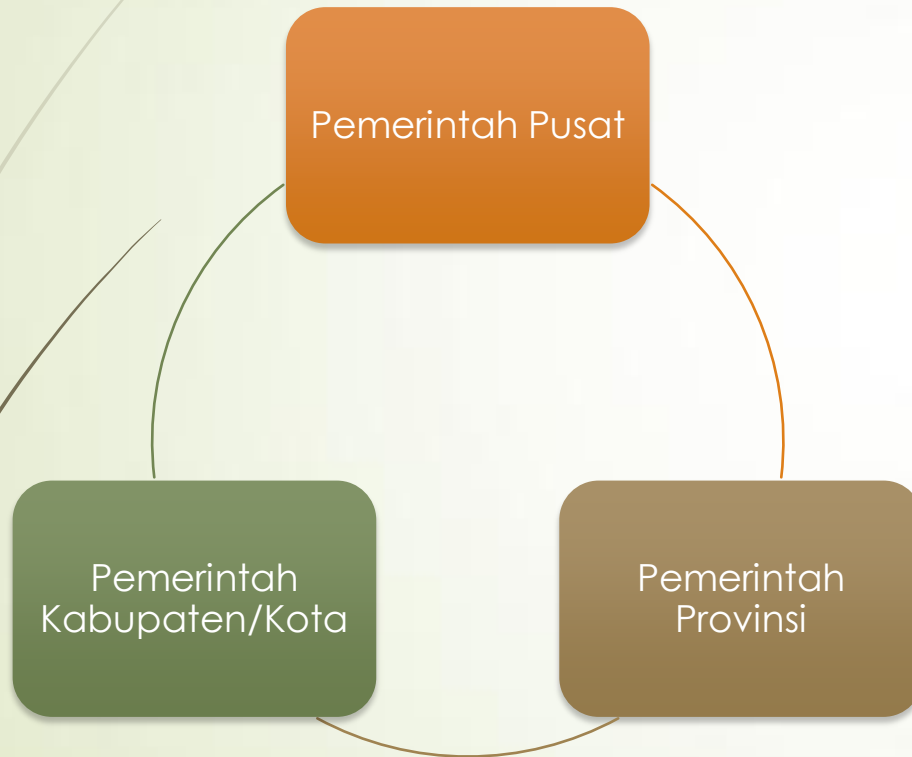 Pemerintah Pusat
Pemerintah
Kabupaten/Kota
Pemerintah
Provinsi